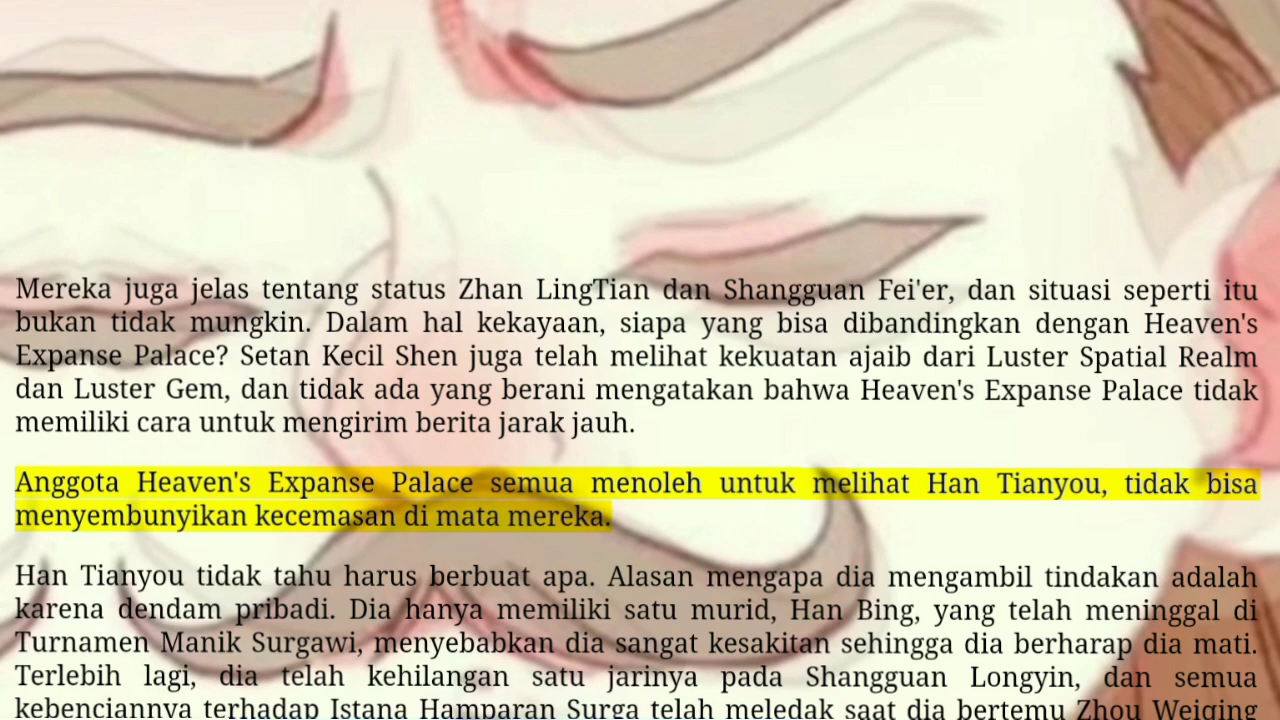 Mereka juga jelas tentang status Zhan LingTian dan Shangguan Fei'er, dan situasi seperti itu
bukan tidak mungkin. Dalam hal kekayaan, siapa yang bisa dibandingkan dengan Heaven's
Expanse Palace? Setan Kecil Shen juga telah melihat kekuatan ajaib dari Luster Spatial Realm
dan Luster Gem, dan tidak ada yang berani mengatakan bahwa Heaven's Expanse Palace tidak
memiliki cara untuk mengirim berita jarak jauh.
Anggota Heaven's Expanse Palace semua menoleh untuk melihat Han Tianyou, tidak bisa
menyembunyikan kecemasan di mata mereka.
Han Tianyou tidak tahu harus berbuat apa. Alasan mengapa dia mengambil tindakan adalah
karena dendam pribadi. Dia hanya memiliki satu murid, Han Bing, yang telah meninggal di
Turnamen Manik Surgawi, menyebabkan dia sangat kesakitan sehingga dia berharap dia mati.
Terlebih lagi, dia telah kehilangan satu jarinya pada Shangguan Longyin, dan semua
kebenciannya terhadap Istana Hamparan Surga telah meledak saat dia bertemu Zhou Weiqing